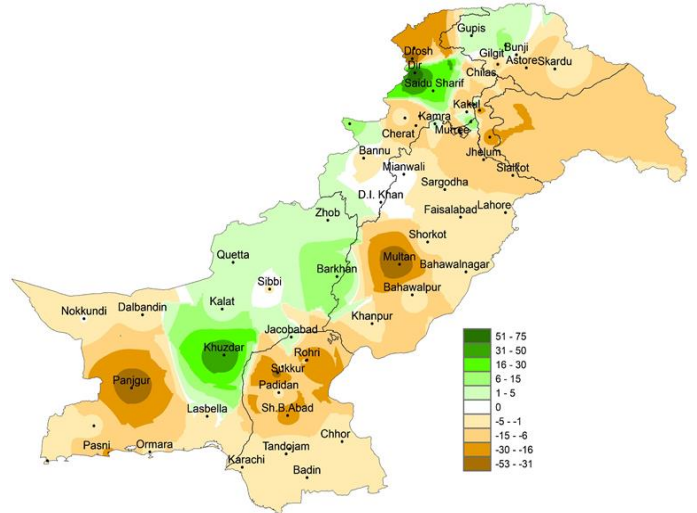 Drosh
Gupis
Bunji
Gilgit
Dir
Astore
Skardu
Chilas
Saidu Sharif
Kakul
Kamra
Murree
Cherat
Bannu
Jhelum
Mianwali
Sialkot
Sargodha
D.I. Khan
Faisalabad
Lahore
Zhob
Shorkot
Quetta
Multan
Barkhan
Bahawalnagar
Sibbi
Bahawalpur
Nokkundi
Dalbandin
Kalat
Khanpur
Jacobabad
Khuzdar
Rohri
Sukkur
Panjgur
Padidan
Lasbella
Sh.B.Abad
Chhor
Pasni
Ormara
Tandojam
Karachi
Badin
51 - 75
31 - 50
16 - 30
6 - 15
1 - 5
0
-5 - -1
-15 - -6
-30 - -16
-53 - -31